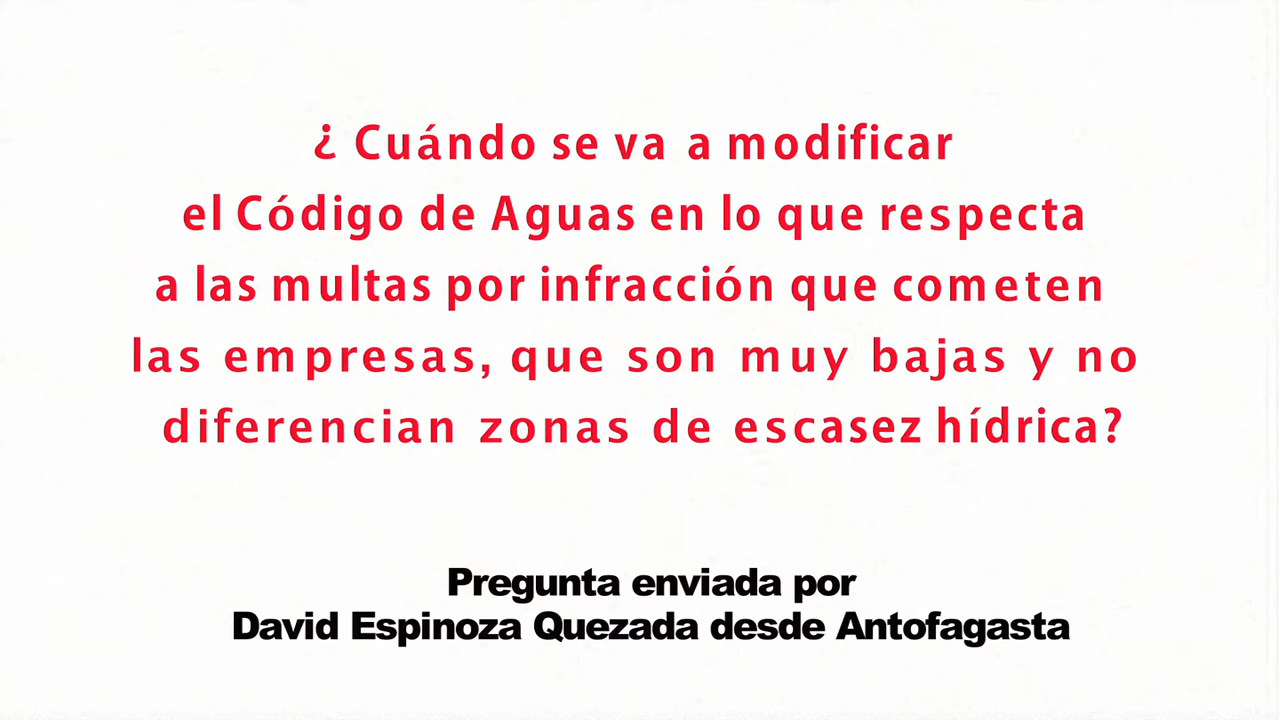 ¿ Cuándo se va a modificar
el Código de Aguas en lo que respecta
a las multas por infracción que cometen
las empresas, que son muy bajas y no
diferencian zonas de escasez hídrica?
Pregunta enviada por
David Espinoza Quezada desde Antofagasta